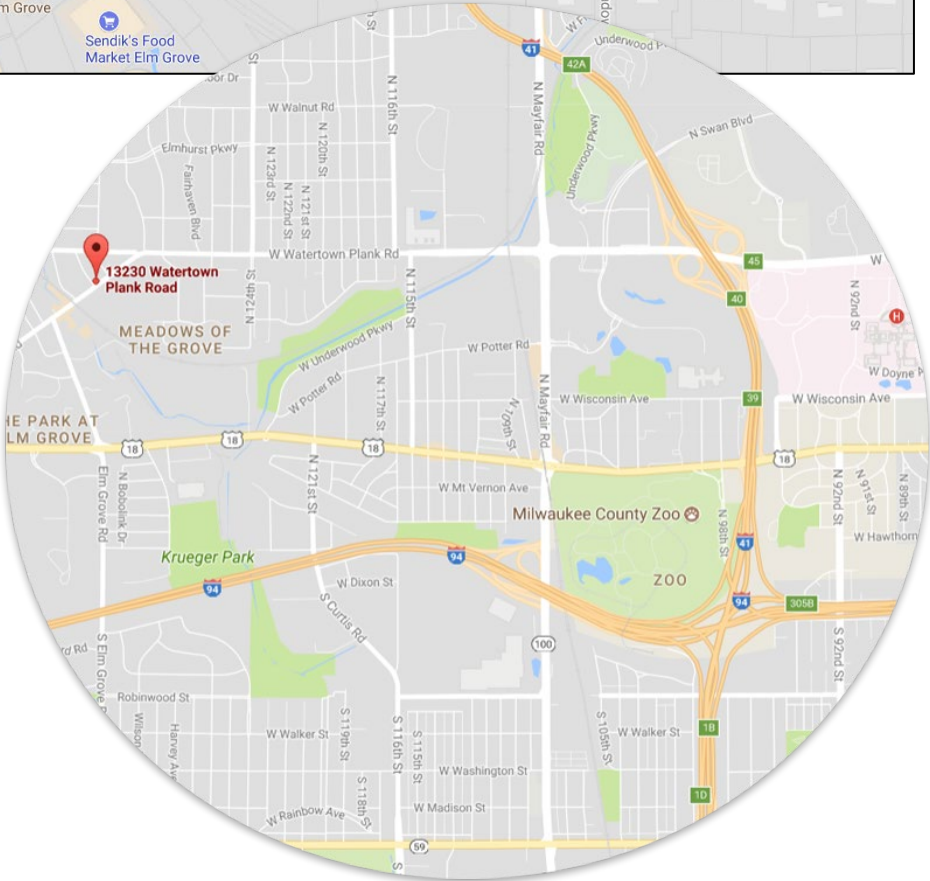 m Grove
Sendik's Food
Market Elm Grove
41
42A
Underwood P
W F
N 116th St
N Mayfair Rd
Underwood Pkwy
N Swan Blvd
oor Dr
W Walnut Rd
Elmhurst Pkwy
Fairhaven Blvd
N 123rd St
N 122nd St
N 121st St
N 120th St
W Watertown Plank Rd
45
W
13230 Watertown
Plank Road
N 124th St
N 115th St
40
N 92nd St
H
MEADOWS OF
THE GROVE
W Underwood Pkwy
W Potter Rd
W Potter Rd
W Doyne A
N 117th St
N 109th St
N Mayfair Rd
W Wisconsin Ave
39
W Wisconsin Ave
HE PARK AT
LM GROVE
18
18
18
18
Elm Grove Rd
N Bobolink Dr
N 121st St
W Mt Vernon Ave
Milwaukee County Zoo
N 98th St
N 92nd St
N 91st St
N 89th St
W Hawthorn
Krueger Park
94
94
41
ZOO
W Dixon St
94
305B
S Curtis Rd
100
S Elm Grove R
S 92nd St
Robinwood St
Wilson
Harvey Ave
W Walker St
S 119th St
S 118th St
S 116th St
S 115th St
S 105th St
W Walker St
1B
W Washington St
1D
W Madison St
W Rainbow Ave
59
S